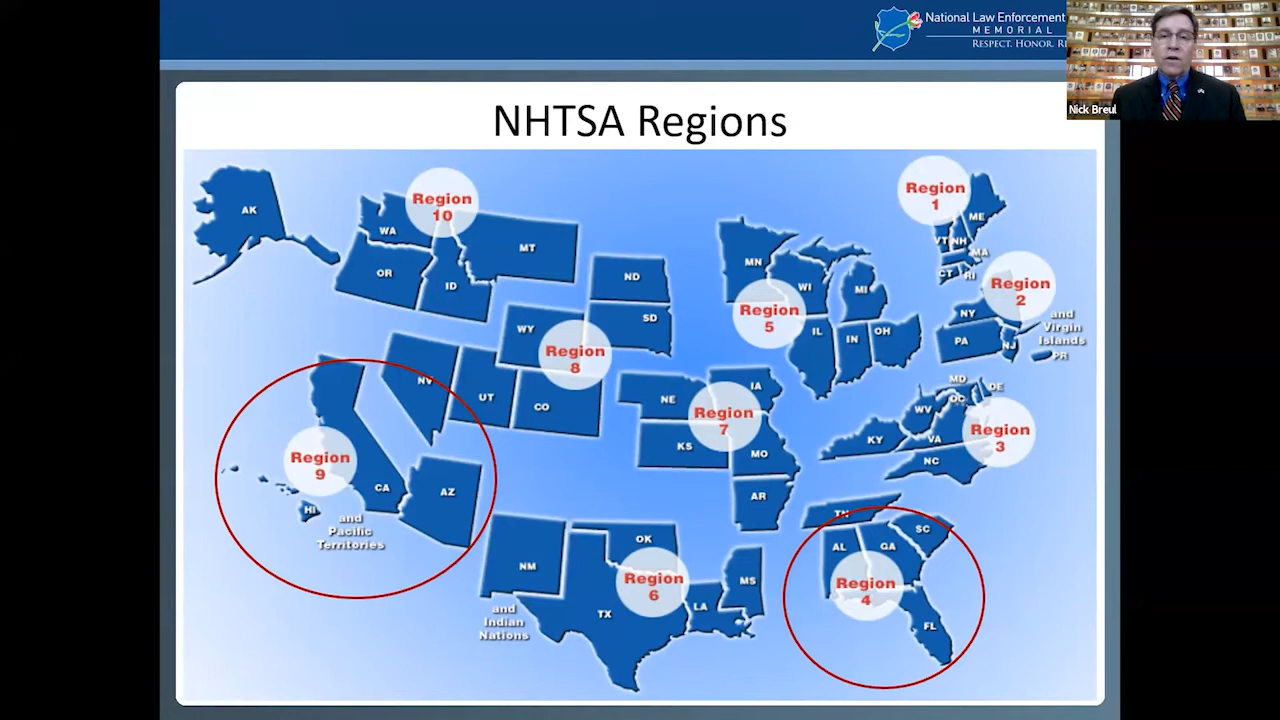 National Law Enforcement
MEMORIAL
RESPECT. HONOR.
Nick Breul
NHTSA Regions
AK
WA
Region
10
MT
OR
ID
ND
SD
WY
Region
8
NV
UT
CO
Region
9
CA
AZ
HI
and
Pacific
Territories
MN
WI
MI
Region
5
IL
IN
OH
NE
IA
Region
7
KS
MO
AR
NM
OK
Region
6
TX
LA
MS
and
Indian
Nations
Region
1
ME
VT
NH
MA
CT
RI
Region
2
NY
PA
NJ
and
Virgin
Islands
PR
MD
DE
DC
WV
KY
VA
Region
3
NC
TN
SC
AL
GA
Region
4
FL